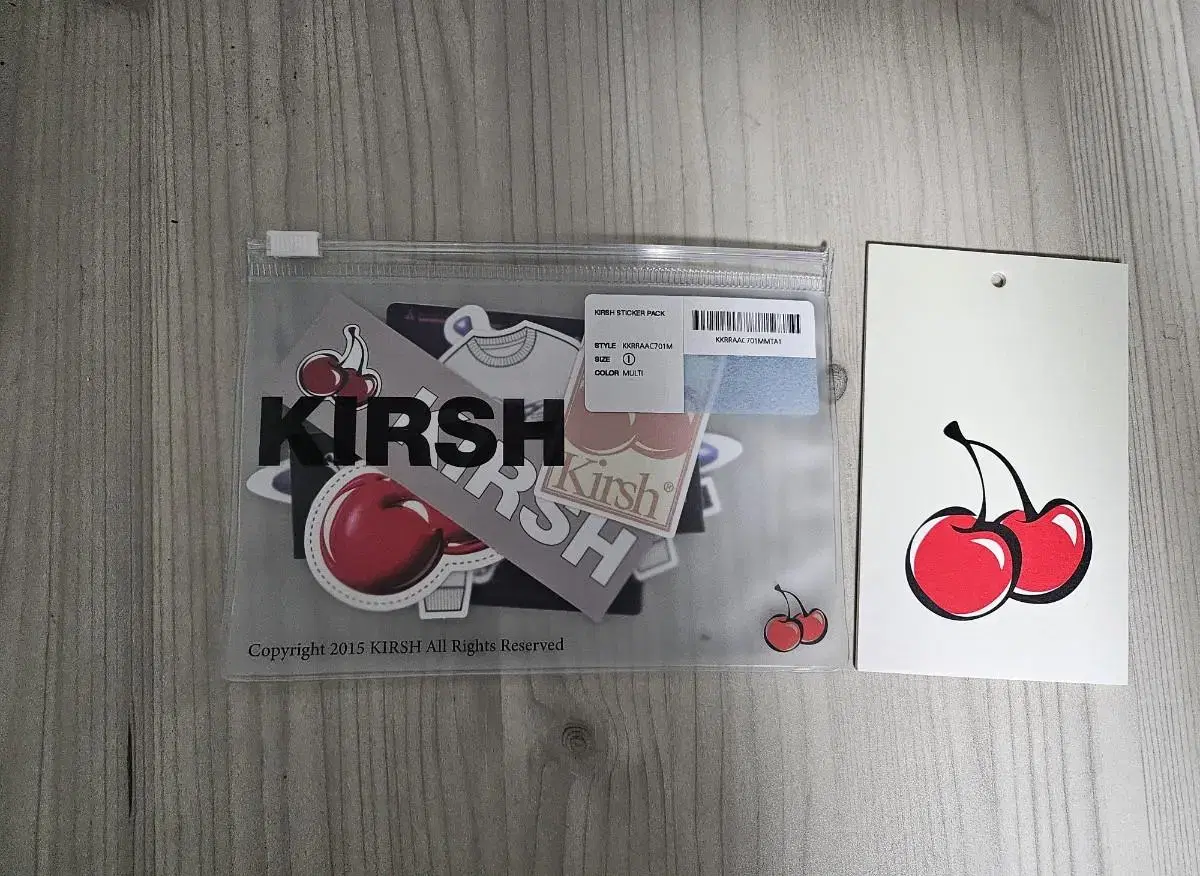 KIRSH STICKER PACK
STYLE KKRRAAC701M
SIZE ①
COLOR MULTI
KKRRAAC701MMTA1
KIRSH
KIRSH
Kirsh®
Copyright 2015 KIRSH All Rights Reserved